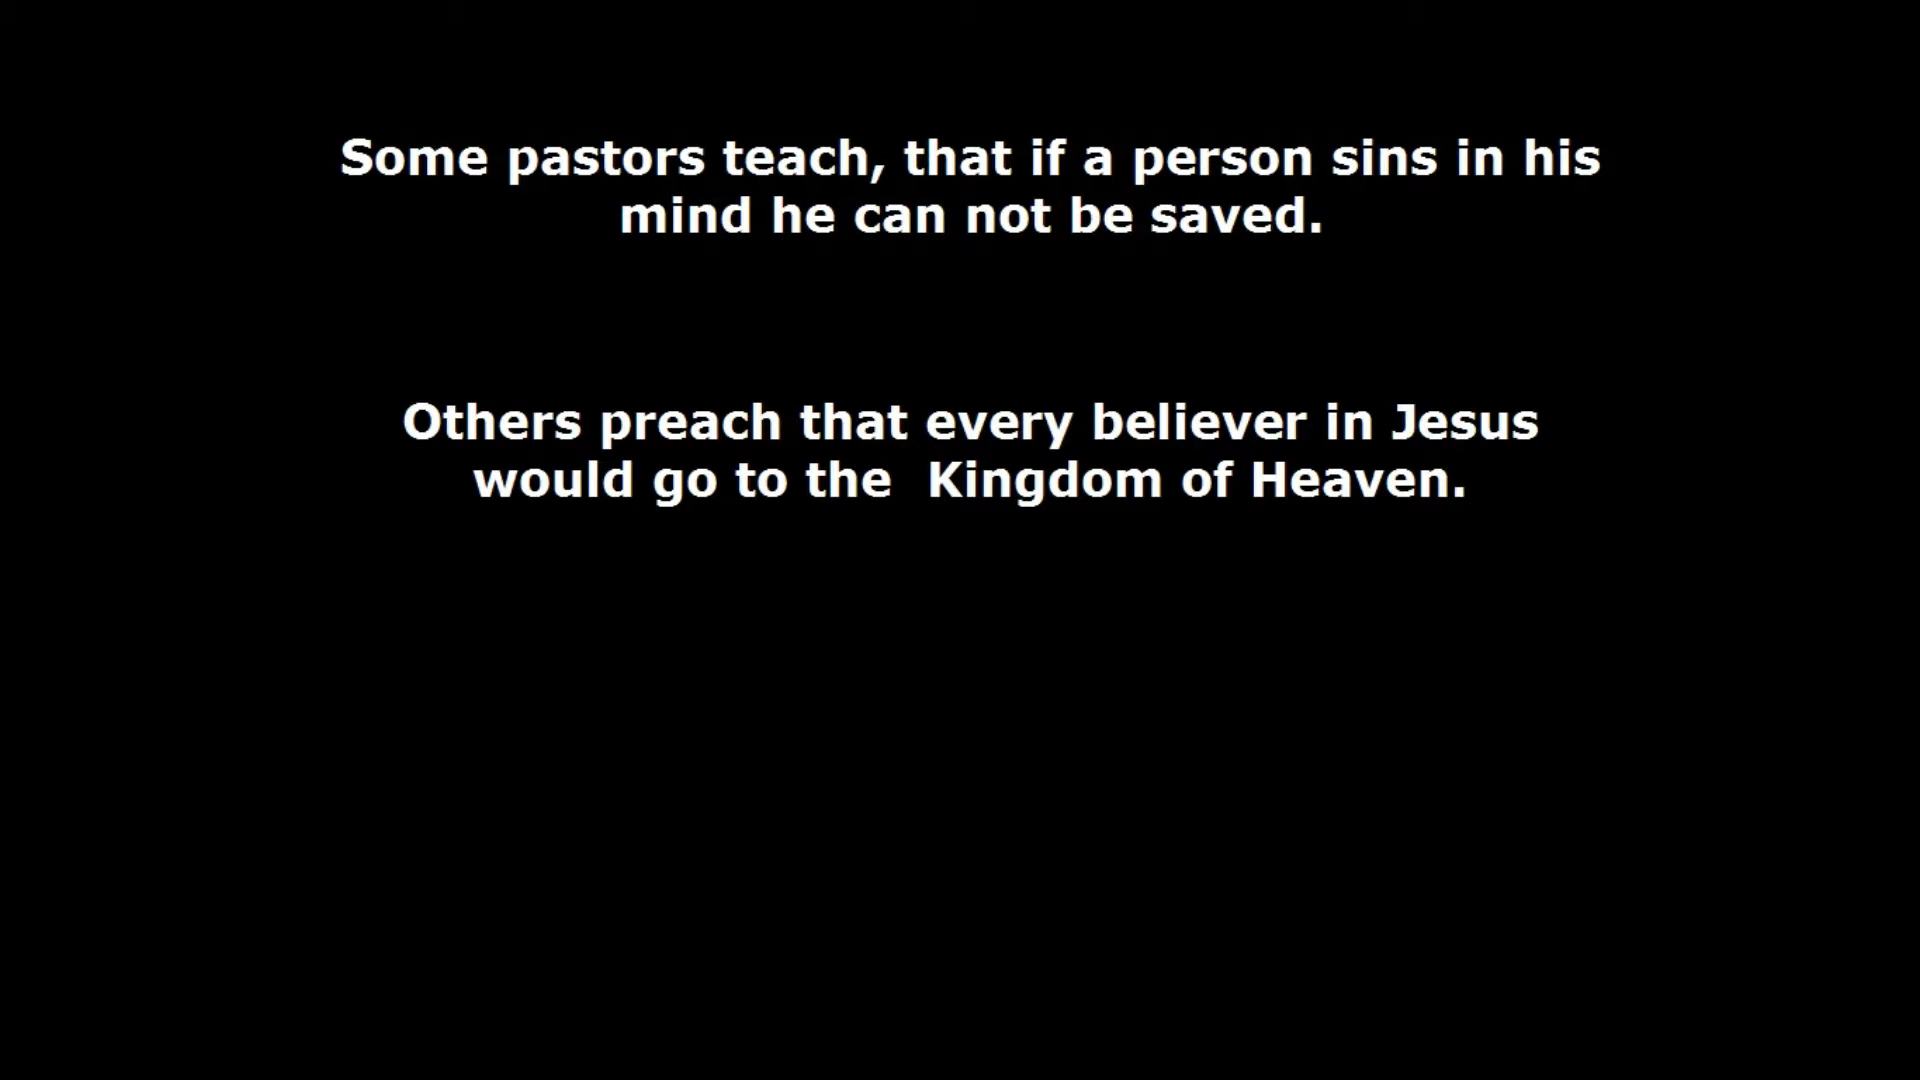 Some pastors teach, that if a person sins in his
mind he can not be saved.
Others preach that every believer in Jesus
would go to the  Kingdom of Heaven.